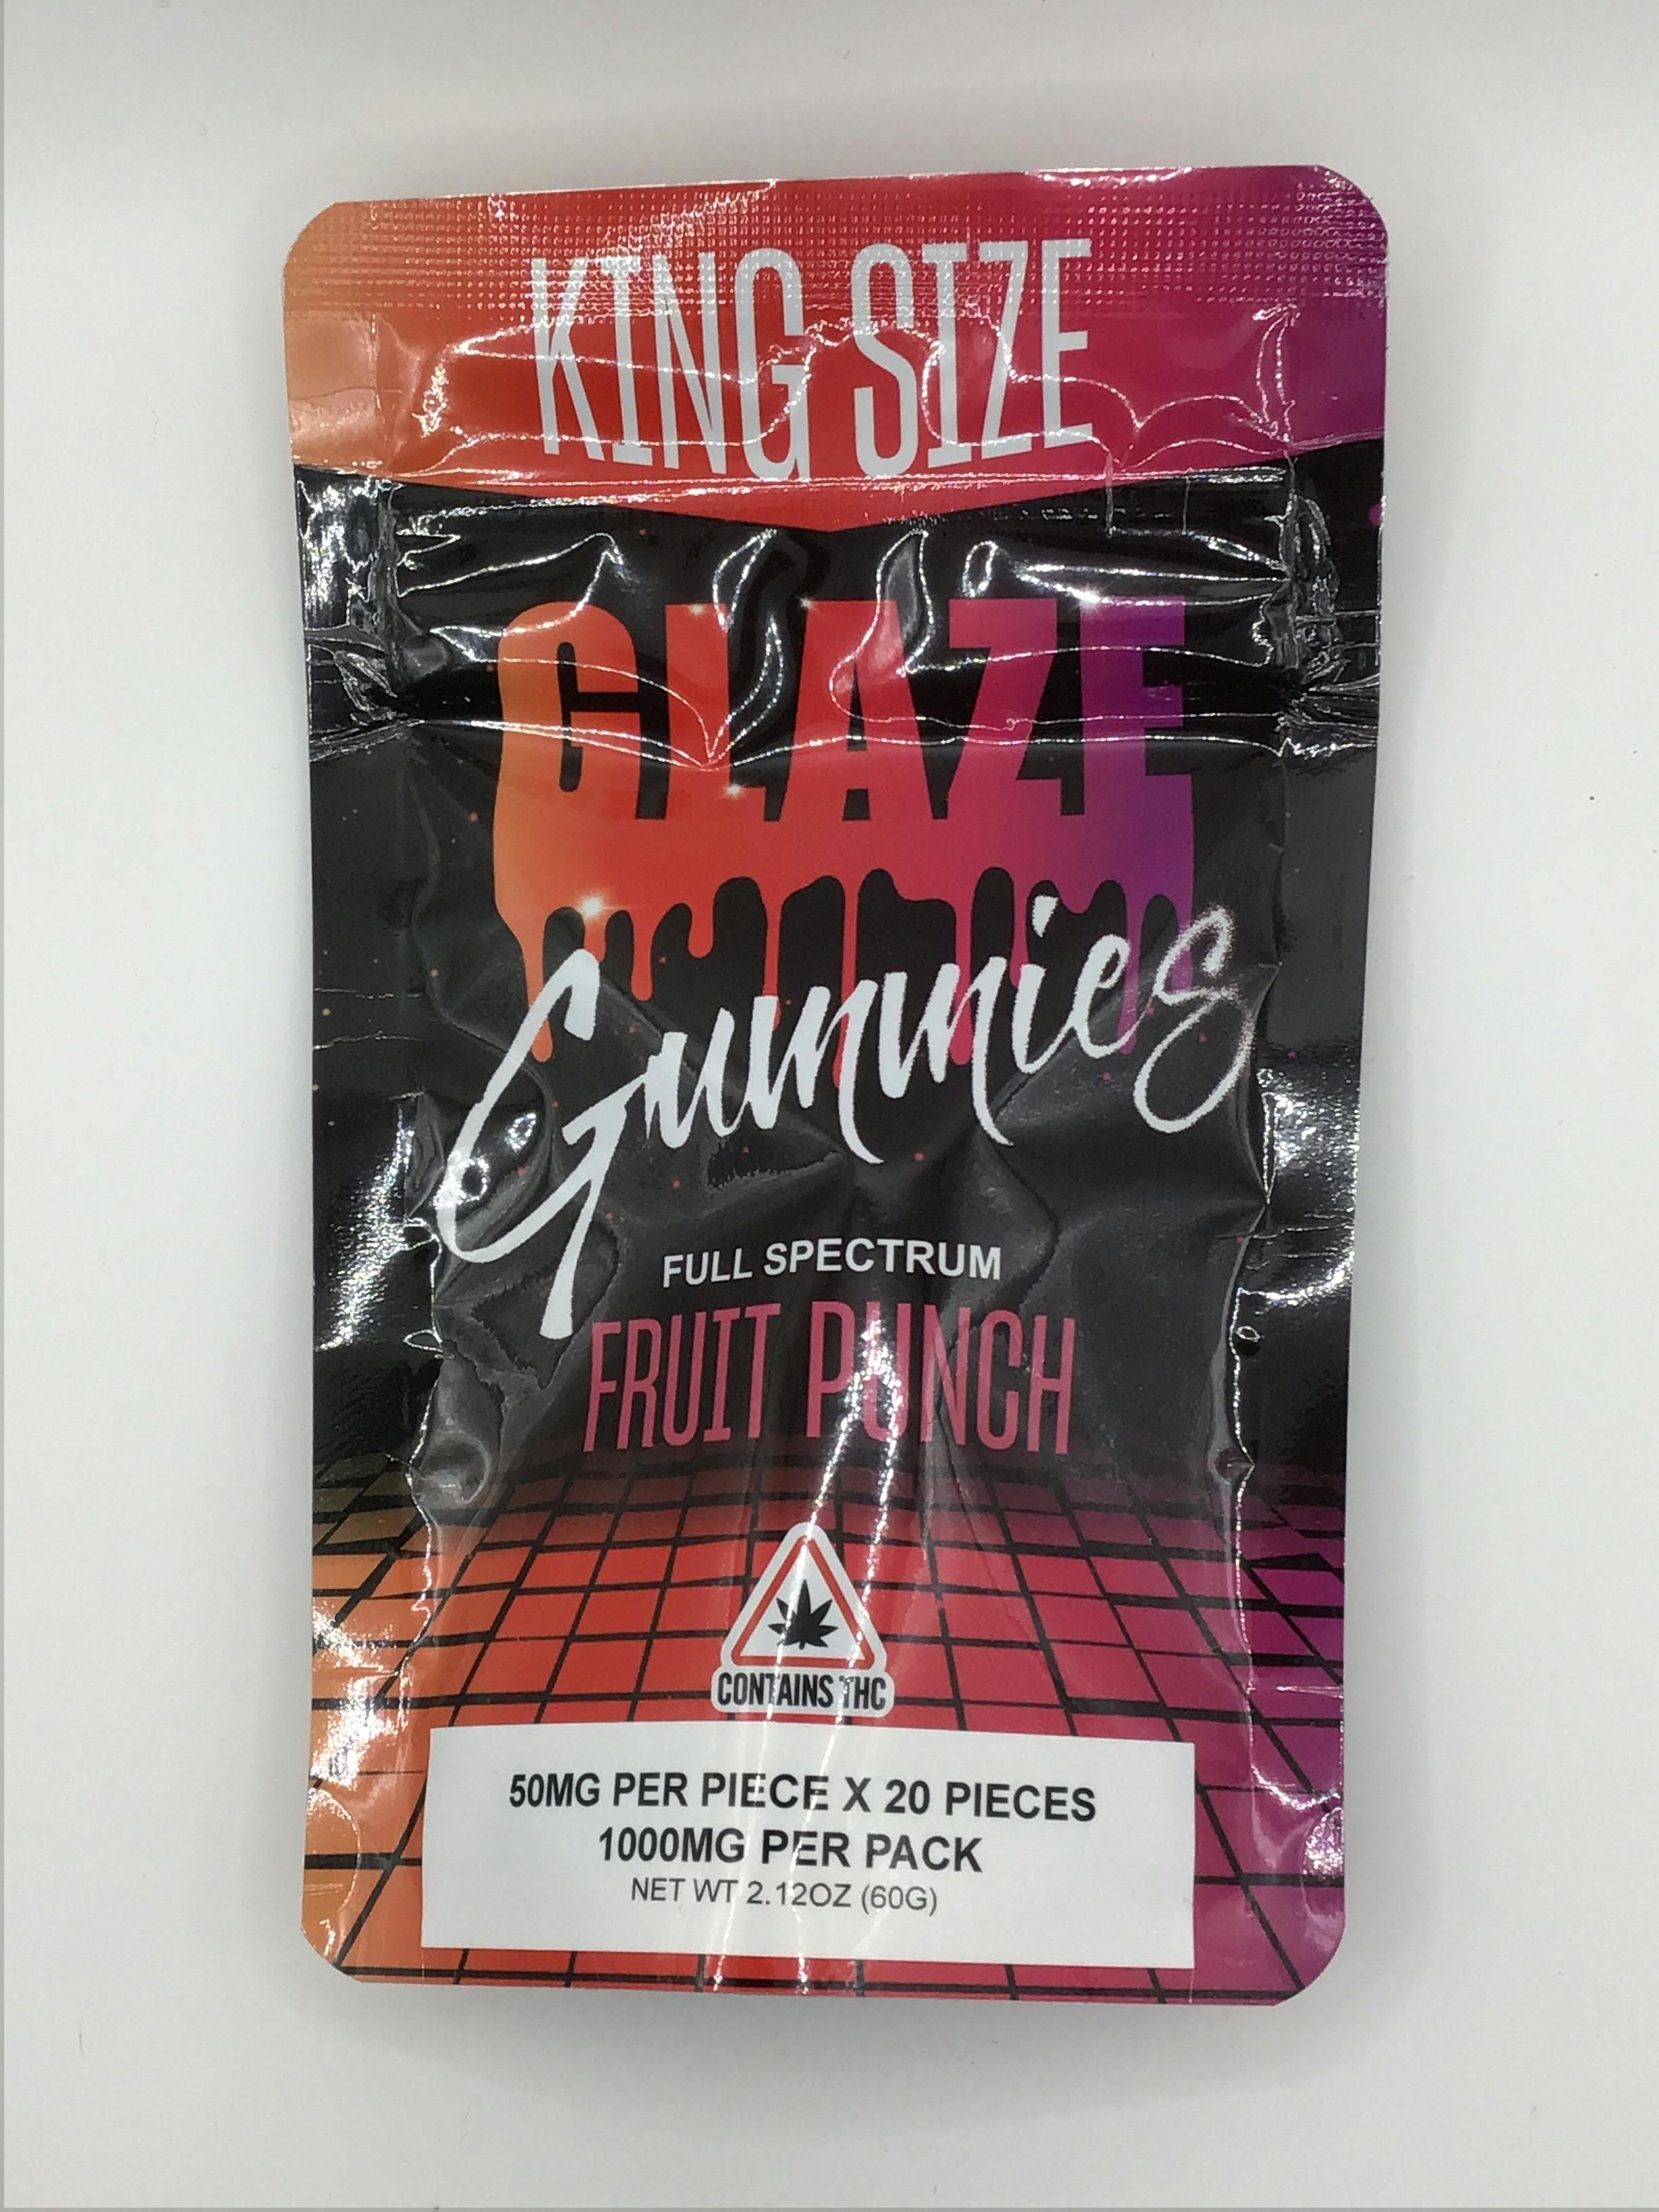 KING SIZE
GLAZE
Gummies
FULL SPECTRUM
FRUIT PUNCH
CONTAINS THC
50MG PER PIECE X 20 PIECES
1000MG PER PACK
NET WT 2.12OZ (60G)